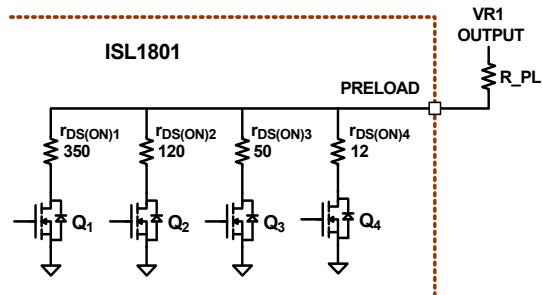 VR1
OUTPUT
ISL1801
R_PL
PRELOAD
rDS(ON)1
350
rDS(ON)2
120
rDS(ON)3
50
rDS(ON)4
12
Q1
Q2
Q3
Q4